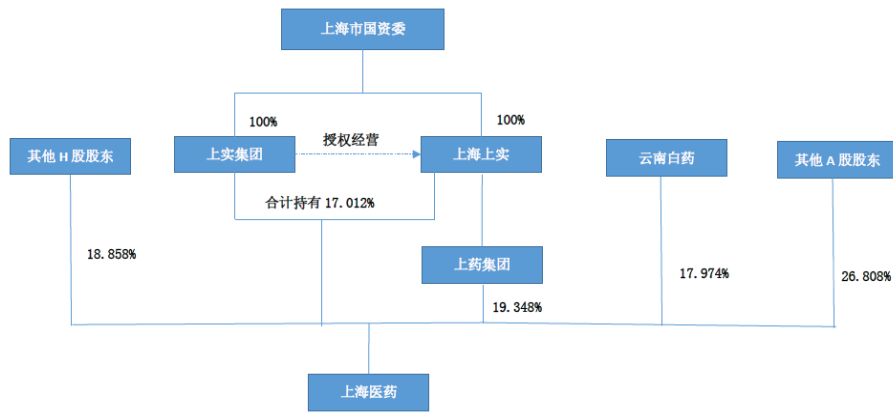 上海市国资委
100%
100%
授权经营
其他 H 股股东
上实集团
上海上实
云南白药
其他 A 股股东
合计持有 17.012%
18.858%
上药集团
17.974%
26.808%
19.348%
上海医药